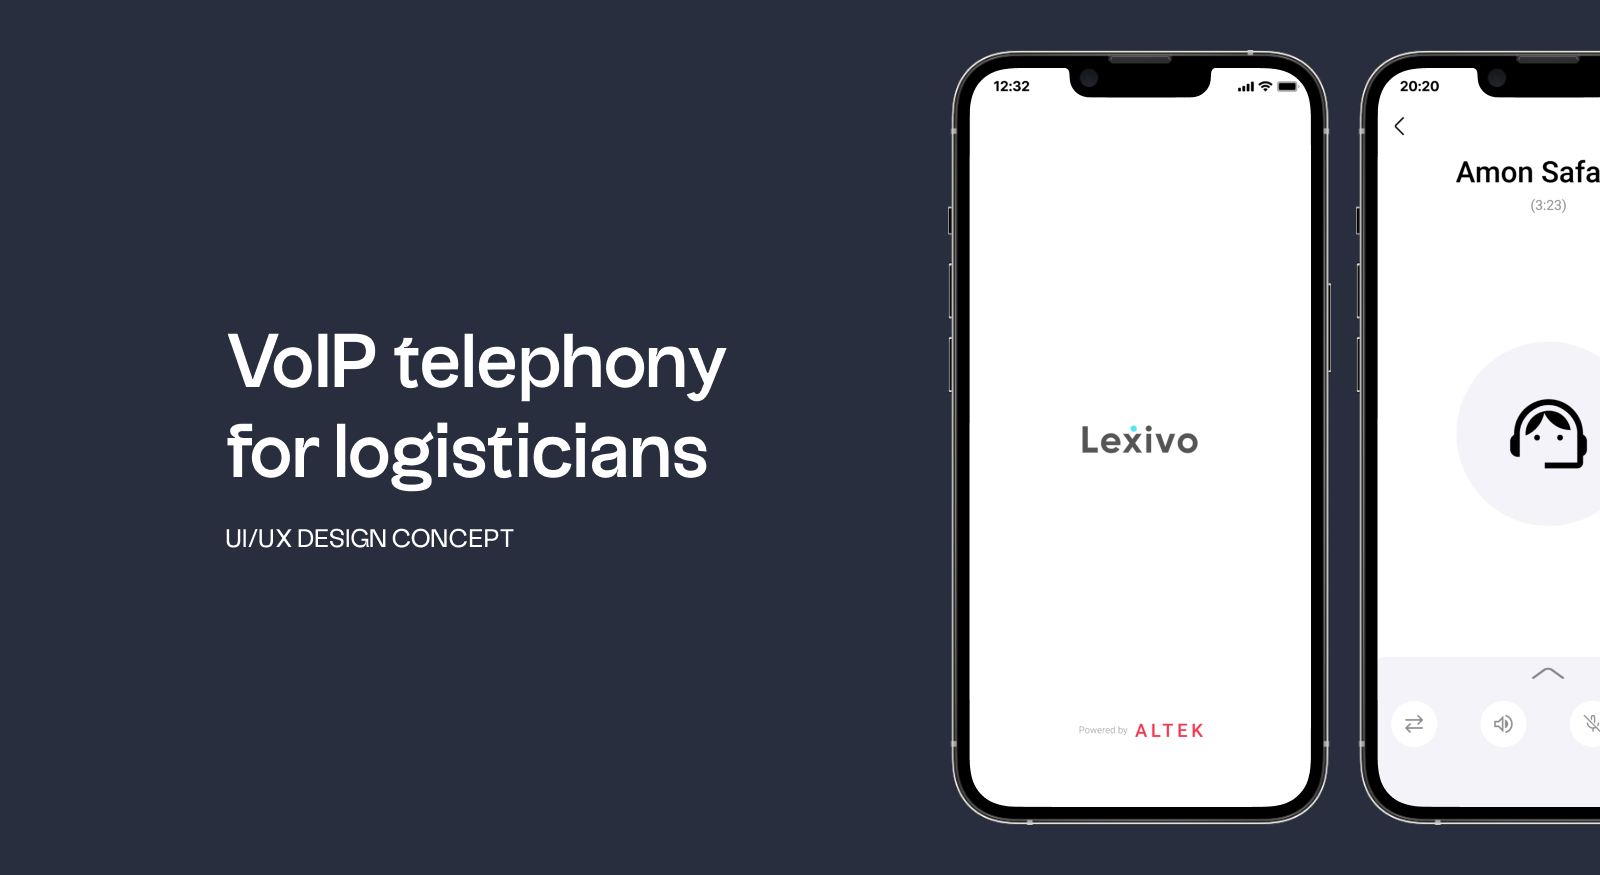 VoIP telephony
for logisticians
UI/UX DESIGN CONCEPT
12:32
Lexivo
Powered by ALTEK
20:20
Amon Safa
(3:23)